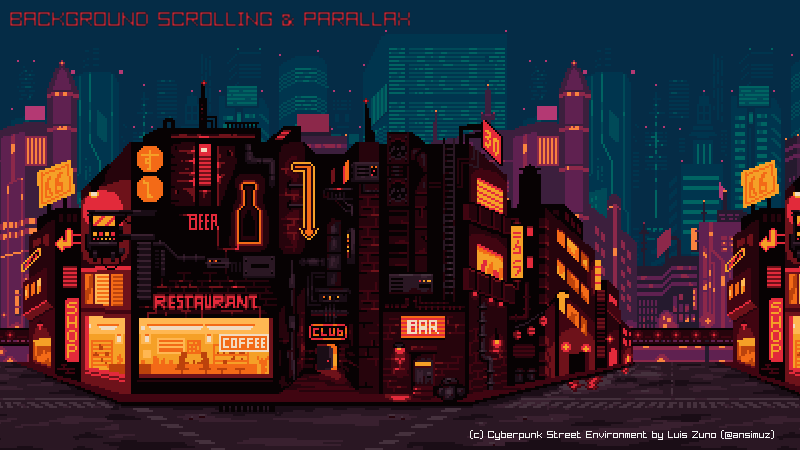 BACKGROUND SCROLLING & PARALLAX
BEER
RESTAURANT
COFFEE
CLUB
BAR
SHOP
SHOP
(c) Cyberpunk Street Environment by Luis Zuno (@ansimuz)